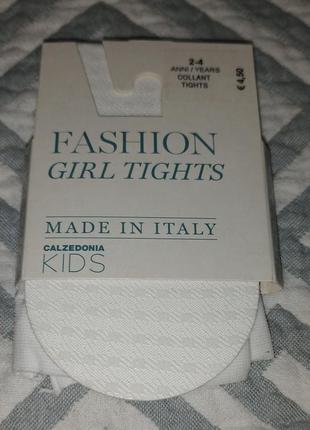 2-4
ANNI / YEARS
COLLANT
TIGHTS
€ 4,50
FASHION
GIRL TIGHTS
MADE IN ITALY
CALZEDONIA
KIDS